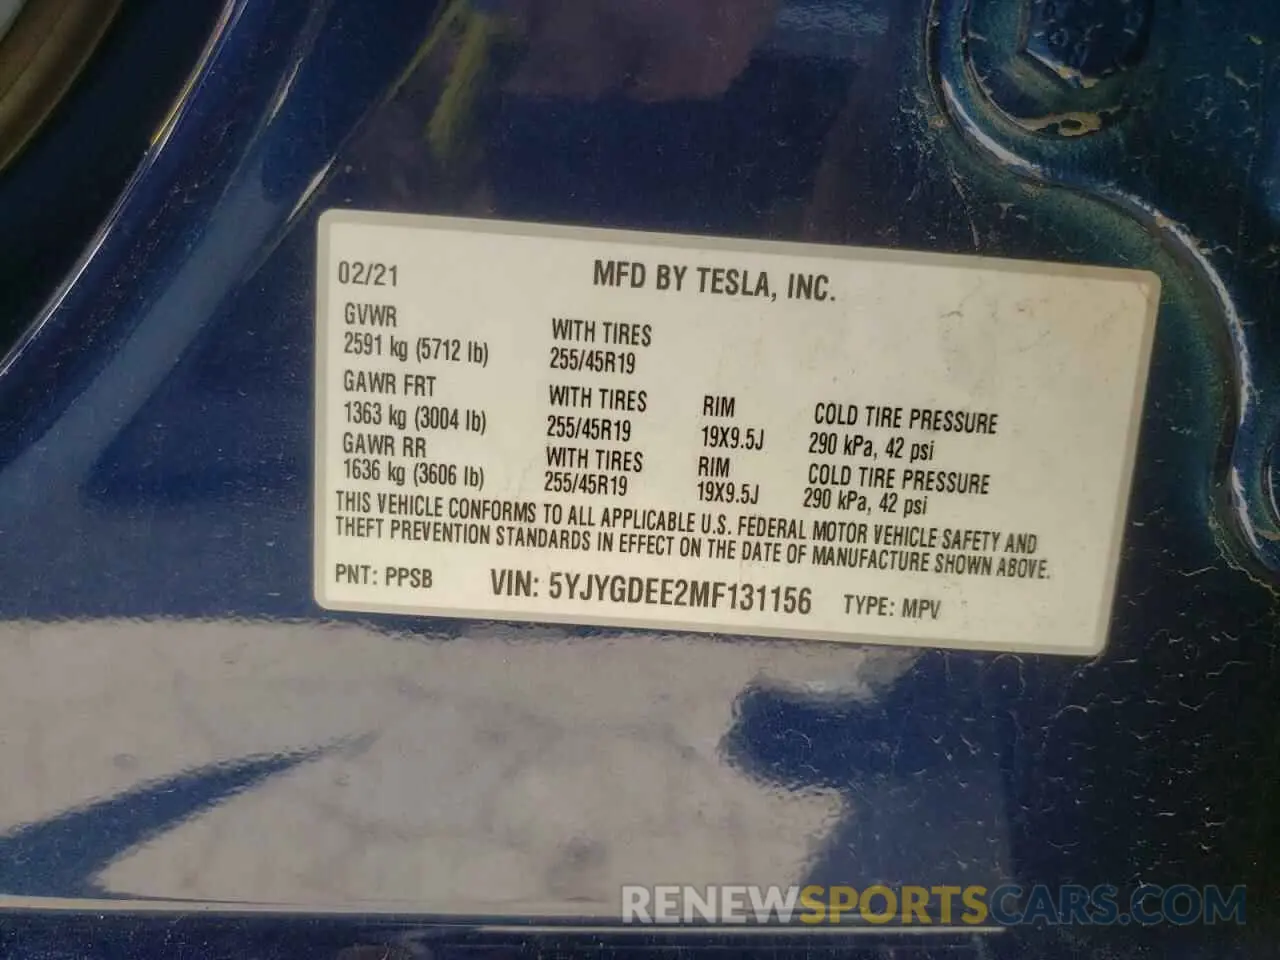 02/21 MFD BY TESLA, INC.
GVWR WITH TIRES
2591 kg (5712 lb) 255/45R19
GAWR FRT WITH TIRES RIM COLD TIRE PRESSURE
1363 kg (3004 lb) 255/45R19 19X9.5J 290 kPa, 42 psi
GAWR RR WITH TIRES RIM COLD TIRE PRESSURE
1636 kg (3606 lb) 255/45R19 19X9.5J 290 kPa, 42 psi
THIS VEHICLE CONFORMS TO ALL APPLICABLE U.S. FEDERAL MOTOR VEHICLE SAFETY AND
THEFT PREVENTION STANDARDS IN EFFECT ON THE DATE OF MANUFACTURE SHOWN ABOVE.
PNT: PPSB VIN: 5YJYGDEE2MF131156 TYPE: MPV
RENEWSPORTSCARS.COM